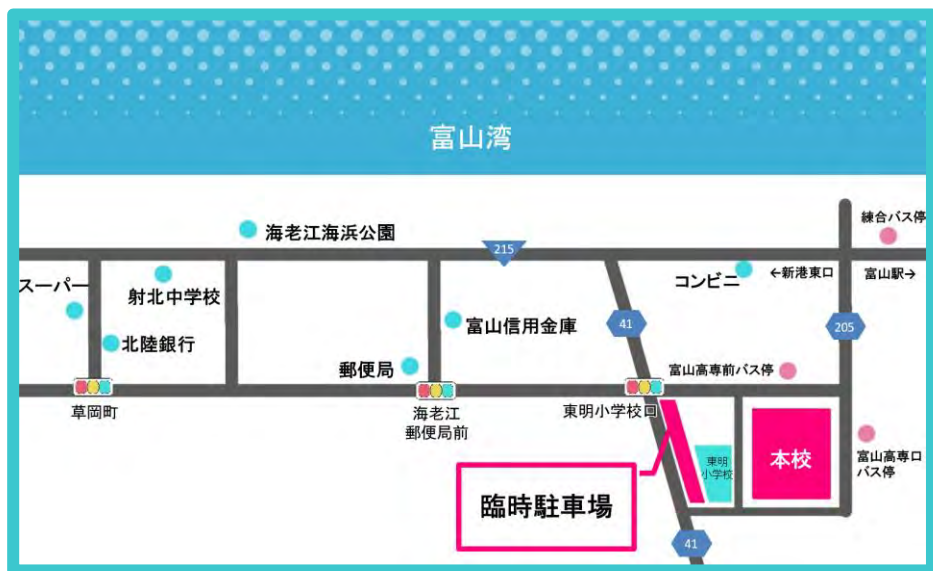 富山湾
練合バス停
海老江海浜公園
215
コンビニ
←新港東口
富山駅→
スーパー
射北中学校
富山信用金庫
41
205
北陸銀行
郵便局
富山高専前バス停
草岡町
海老江
郵便局前
東明小学校口
東明
小学校
本校
富山高専口
バス停
臨時駐車場
41